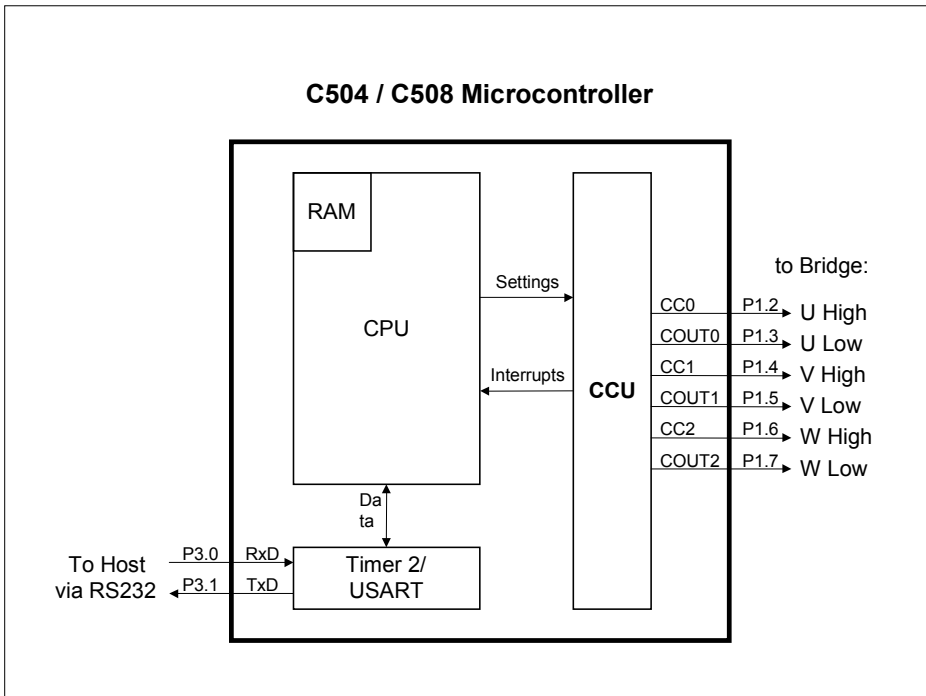 C504 / C508 Microcontroller
RAM
CPU
Settings
Interrupts
CCU
to Bridge:
CC0 P1.2 U High
COUT0 P1.3 U Low
CC1 P1.4 V High
COUT1 P1.5 V Low
CC2 P1.6 W High
COUT2 P1.7 W Low
Da
ta
To Host
via RS232
P3.0 RxD
P3.1 TxD
Timer 2/
USART